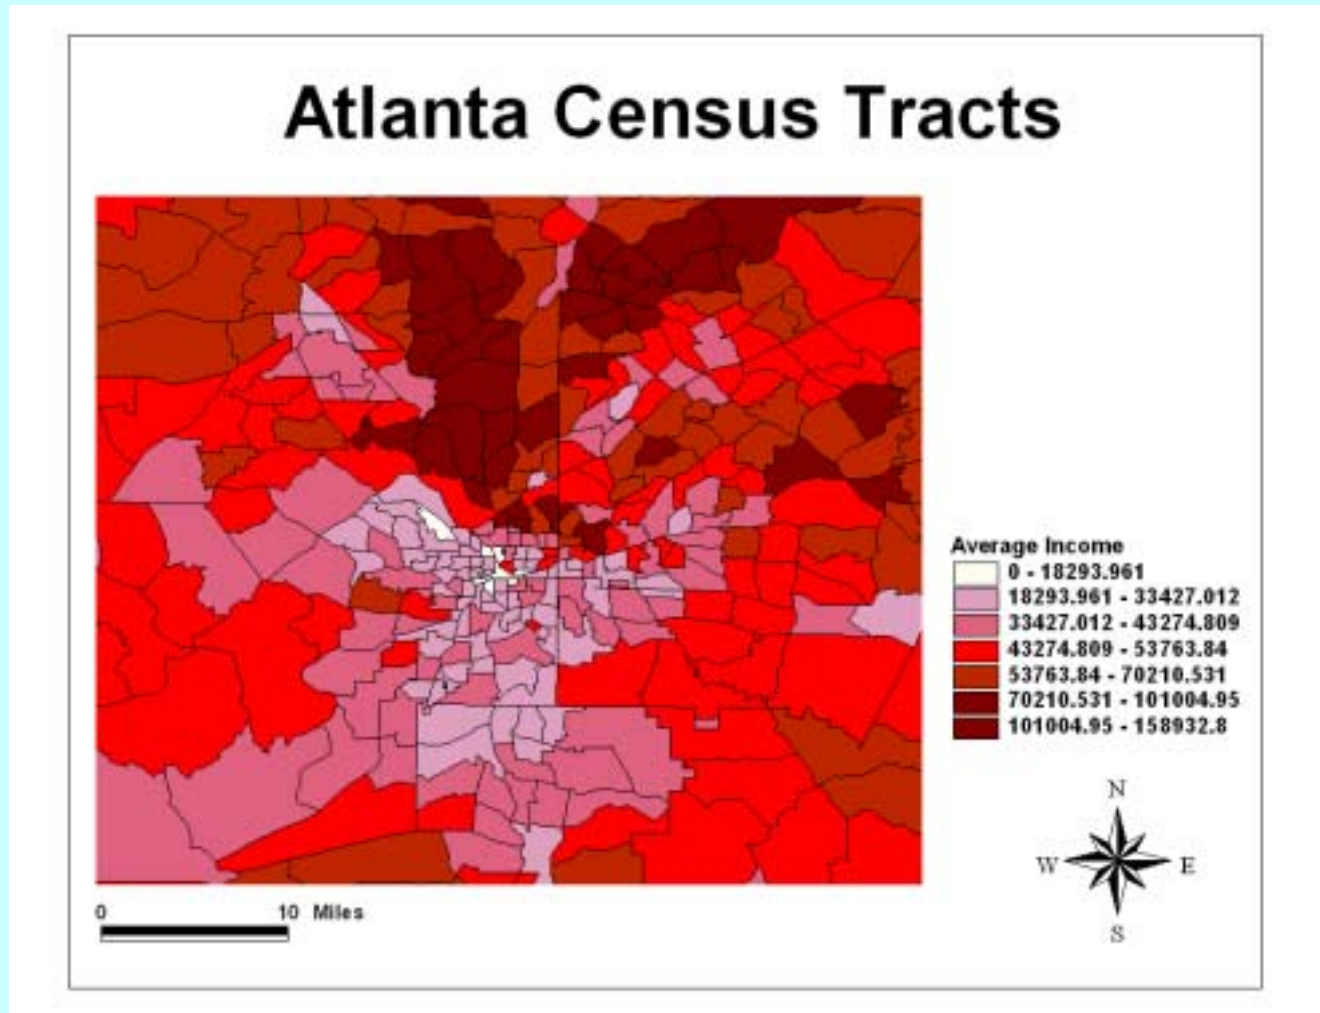 Atlanta Census Tracts
Average Income
0 - 18293.961
18293.961 - 33427.012
33427.012 - 43274.809
43274.809 - 53763.84
53763.84 - 70210.531
70210.531 - 101004.95
101004.95 - 158932.8
N
W E
S
0 10 Miles